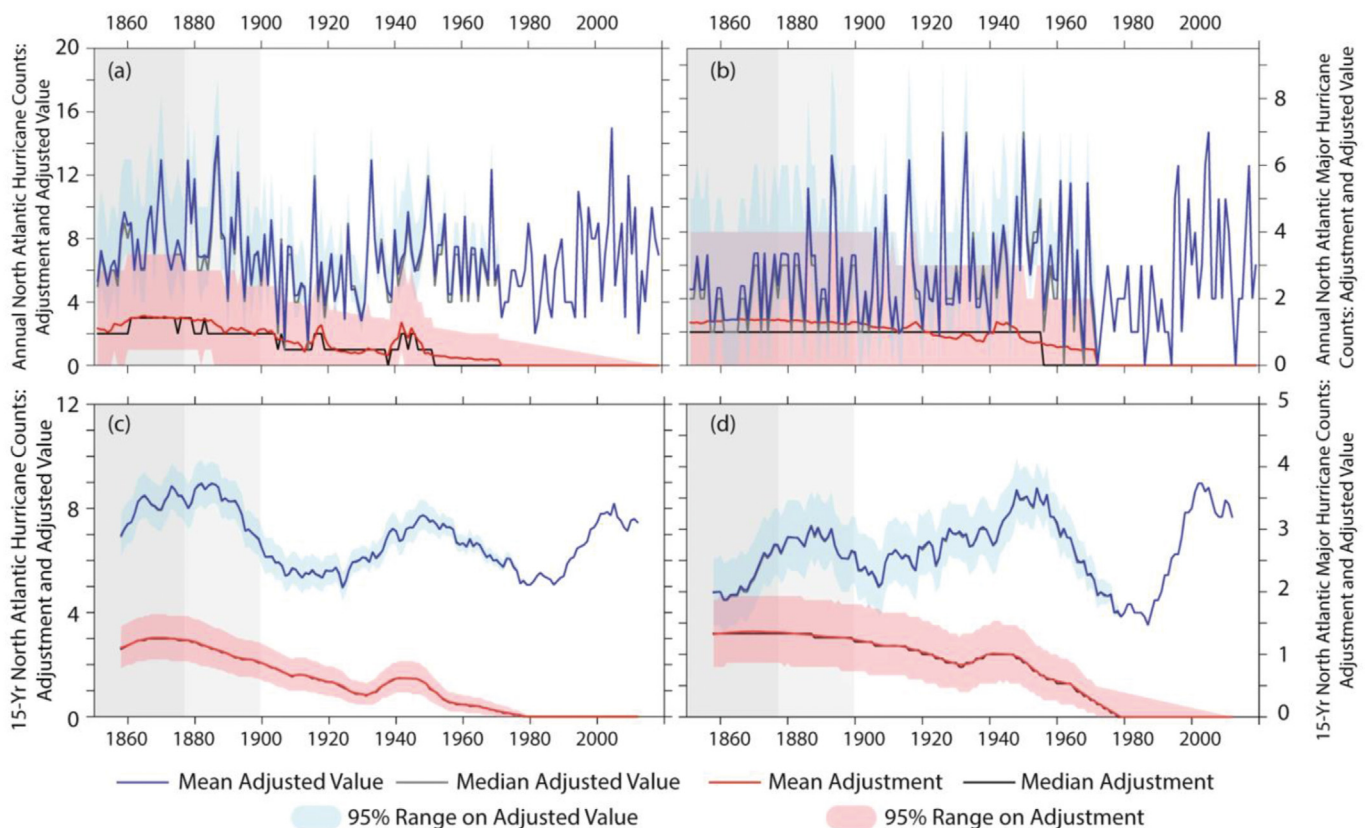 1860 1880 1900 1920 1940 1960 1980 2000
1860 1880 1900 1920 1940 1960 1980 2000
Annual North Atlantic Hurricane Counts:
Adjustment and Adjusted Value
20
16
12
8
4
0
(a)
(b)
8
6
4
2
0
Annual North Atlantic Major Hurricane
Counts: Adjustment and Adjusted Value
15-Yr North Atlantic Hurricane Counts:
Adjustment and Adjusted Value
12
8
4
0
(c)
(d)
5
4
3
2
1
0
15-Yr North Atlantic Major Hurricane Counts:
Adjustment and Adjusted Value
1860 1880 1900 1920 1940 1960 1980 2000
1860 1880 1900 1920 1940 1960 1980 2000
Mean Adjusted Value Median Adjusted Value Mean Adjustment Median Adjustment
95% Range on Adjusted Value 95% Range on Adjustment